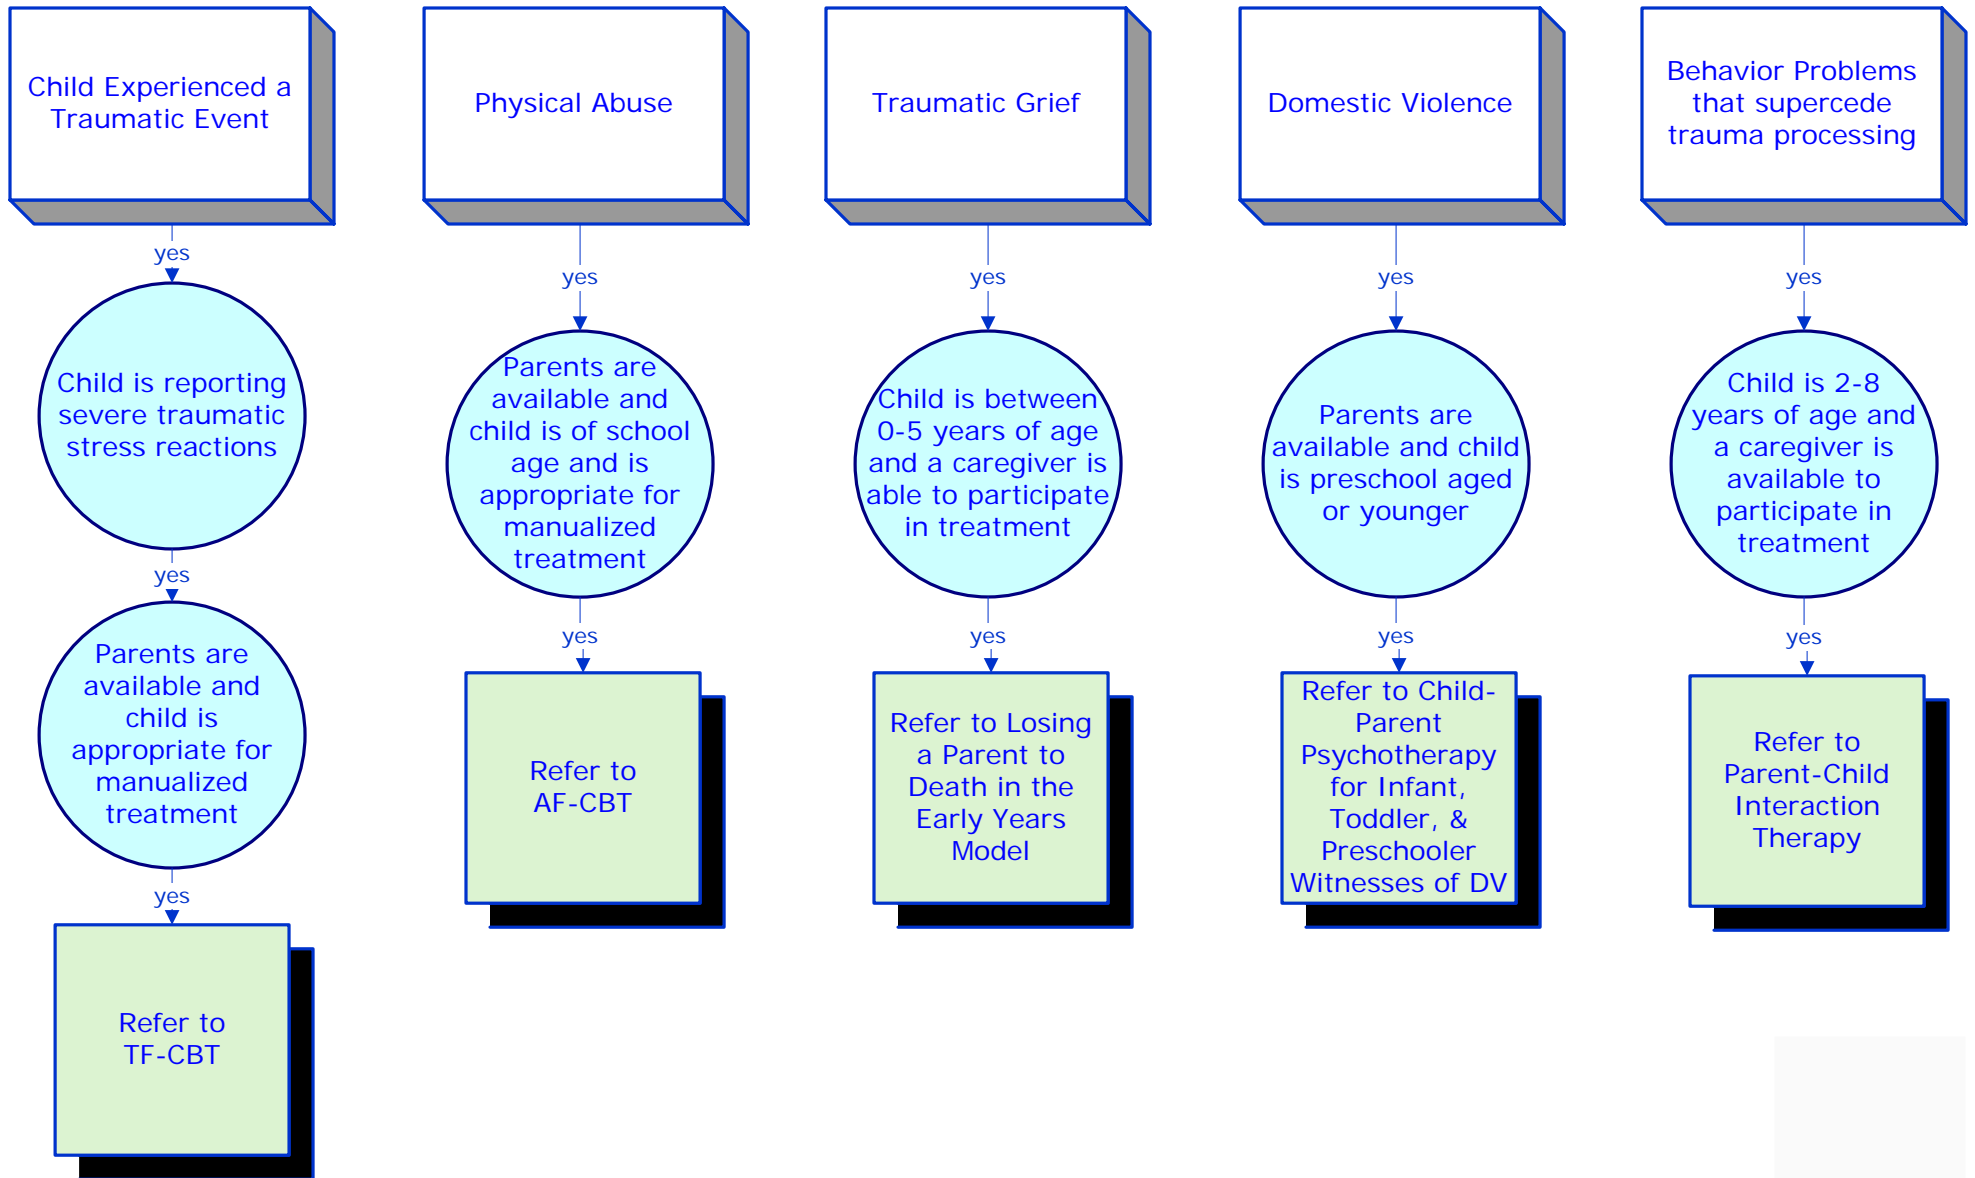 Child Experienced a
Traumatic Event
yes
Child is reporting
severe traumatic
stress reactions
yes
Parents are
available and
child is
appropriate for
manualized
treatment
yes
Refer to
TF-CBT
Physical Abuse
yes
Parents are
available and
child is of school
age and is
appropriate for
manualized
treatment
yes
Refer to
AF-CBT
Traumatic Grief
yes
Child is between
0-5 years of age
and a caregiver is
able to participate
in treatment
yes
Refer to Losing
a Parent to
Death in the
Early Years
Model
Domestic Violence
yes
Parents are
available and child
is preschool aged
or younger
yes
Refer to Child-
Parent
Psychotherapy
for Infant,
Toddler, &
Preschooler
Witnesses of DV
Behavior Problems
that supercede
trauma processing
yes
Child is 2-8
years of age and
a caregiver is
available to
participate in
treatment
yes
Refer to
Parent-Child
Interaction
Therapy